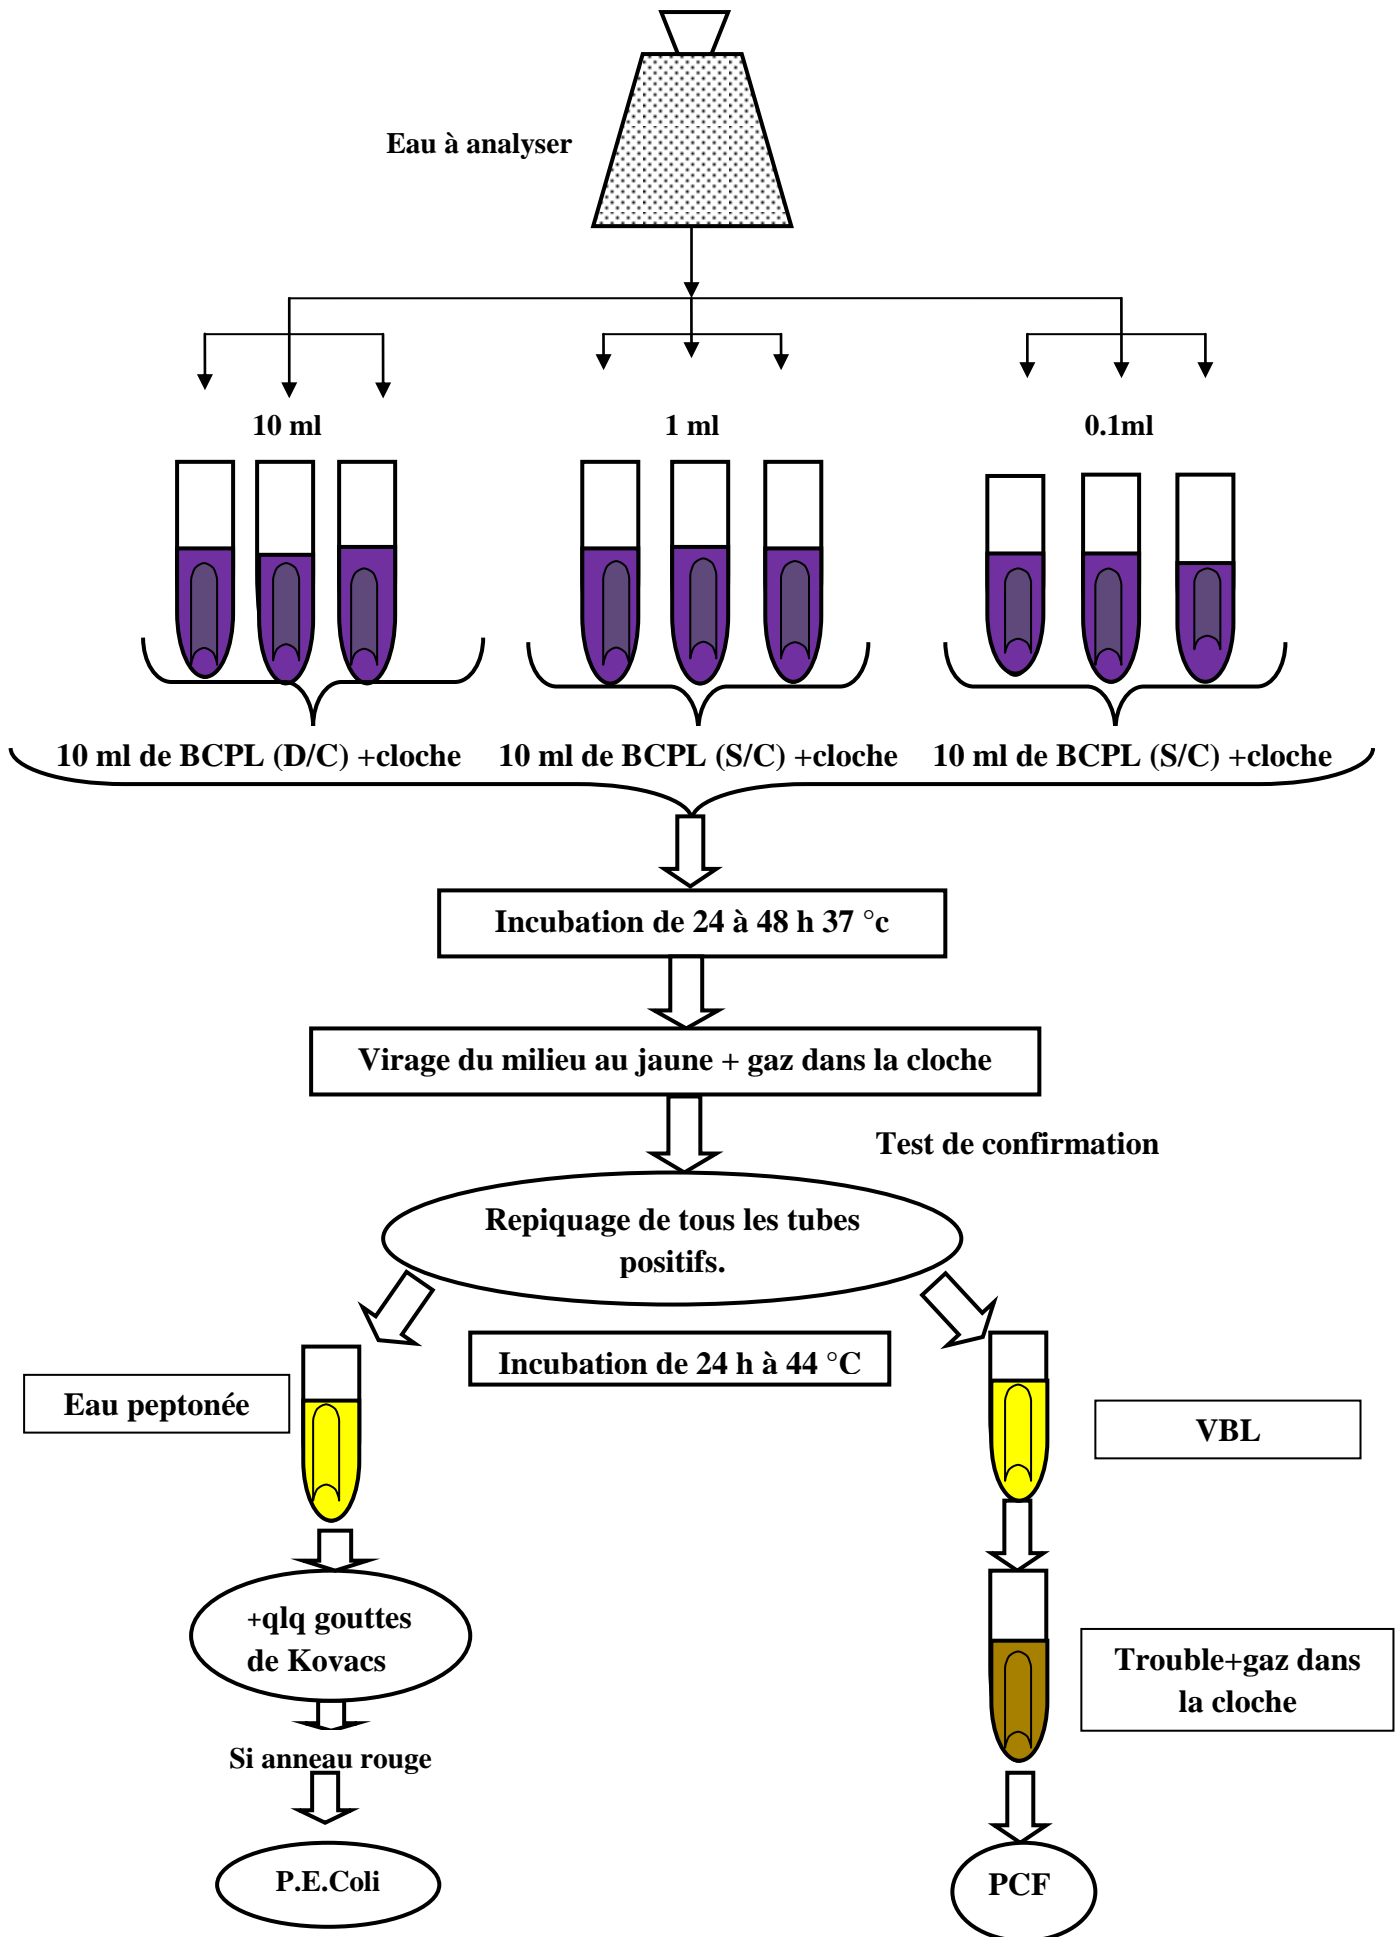 Eau à analyser
10 ml
1 ml
0.1ml
10 ml de BCPL (D/C) +cloche
10 ml de BCPL (S/C) +cloche
10 ml de BCPL (S/C) +cloche
Incubation de 24 à 48 h 37 °c
Virage du milieu au jaune + gaz dans la cloche
Test de confirmation
Repiquage de tous les tubes
positifs.
Incubation de 24 h à 44 °C
Eau peptonée
VBL
+qlq gouttes
de Kovacs
Trouble+gaz dans
la cloche
Si anneau rouge
P.E.Coli
PCF